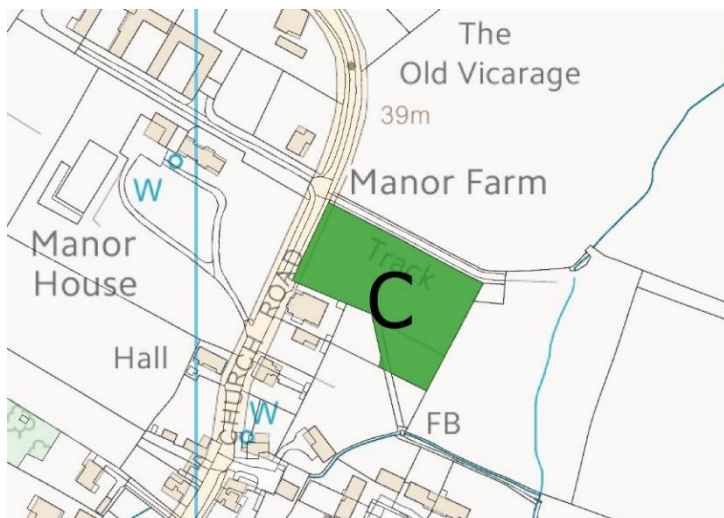 The
Old Vicarage
39m
Manor Farm
W
Manor
House
Track
C
CHURCH ROAD
Hall
W
FB